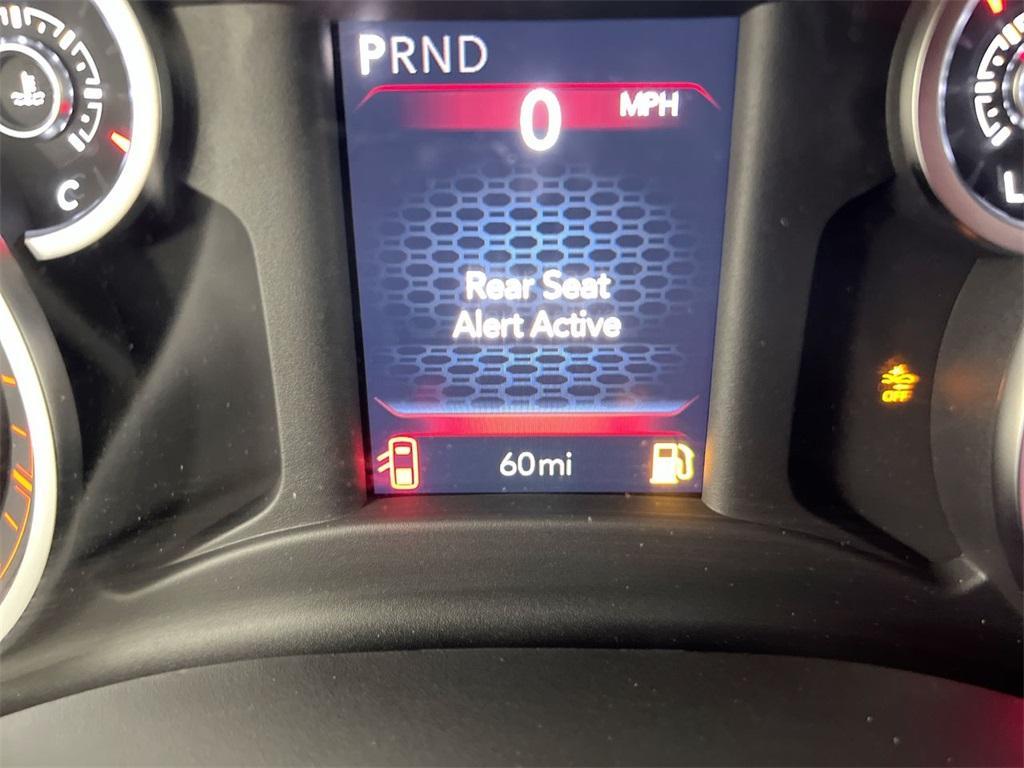 PRND
0 MPH
C
L
Rear Seat
Alert Active
OFF
60mi